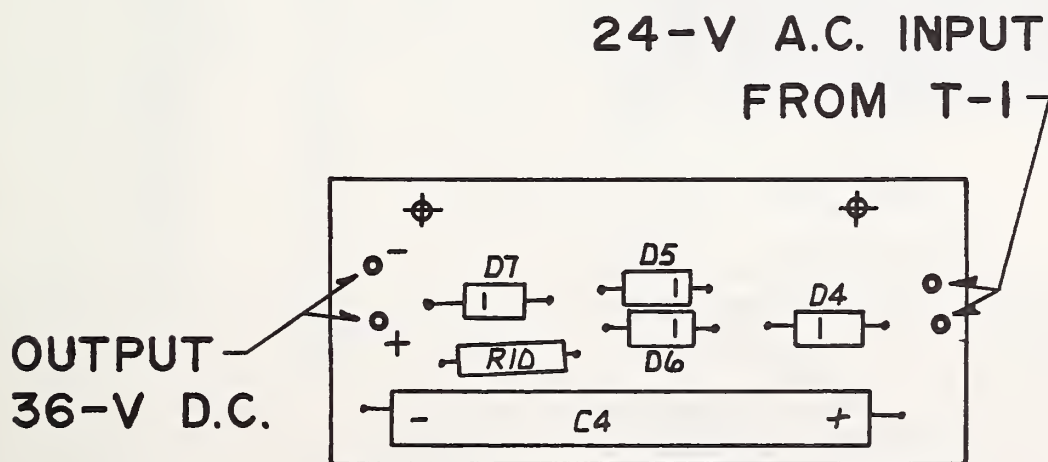 24-V A.C. INPUT
FROM T-1
-
D7
D5
D4
+
OUTPUT
36-V D.C.
R10
D6
- C4 +